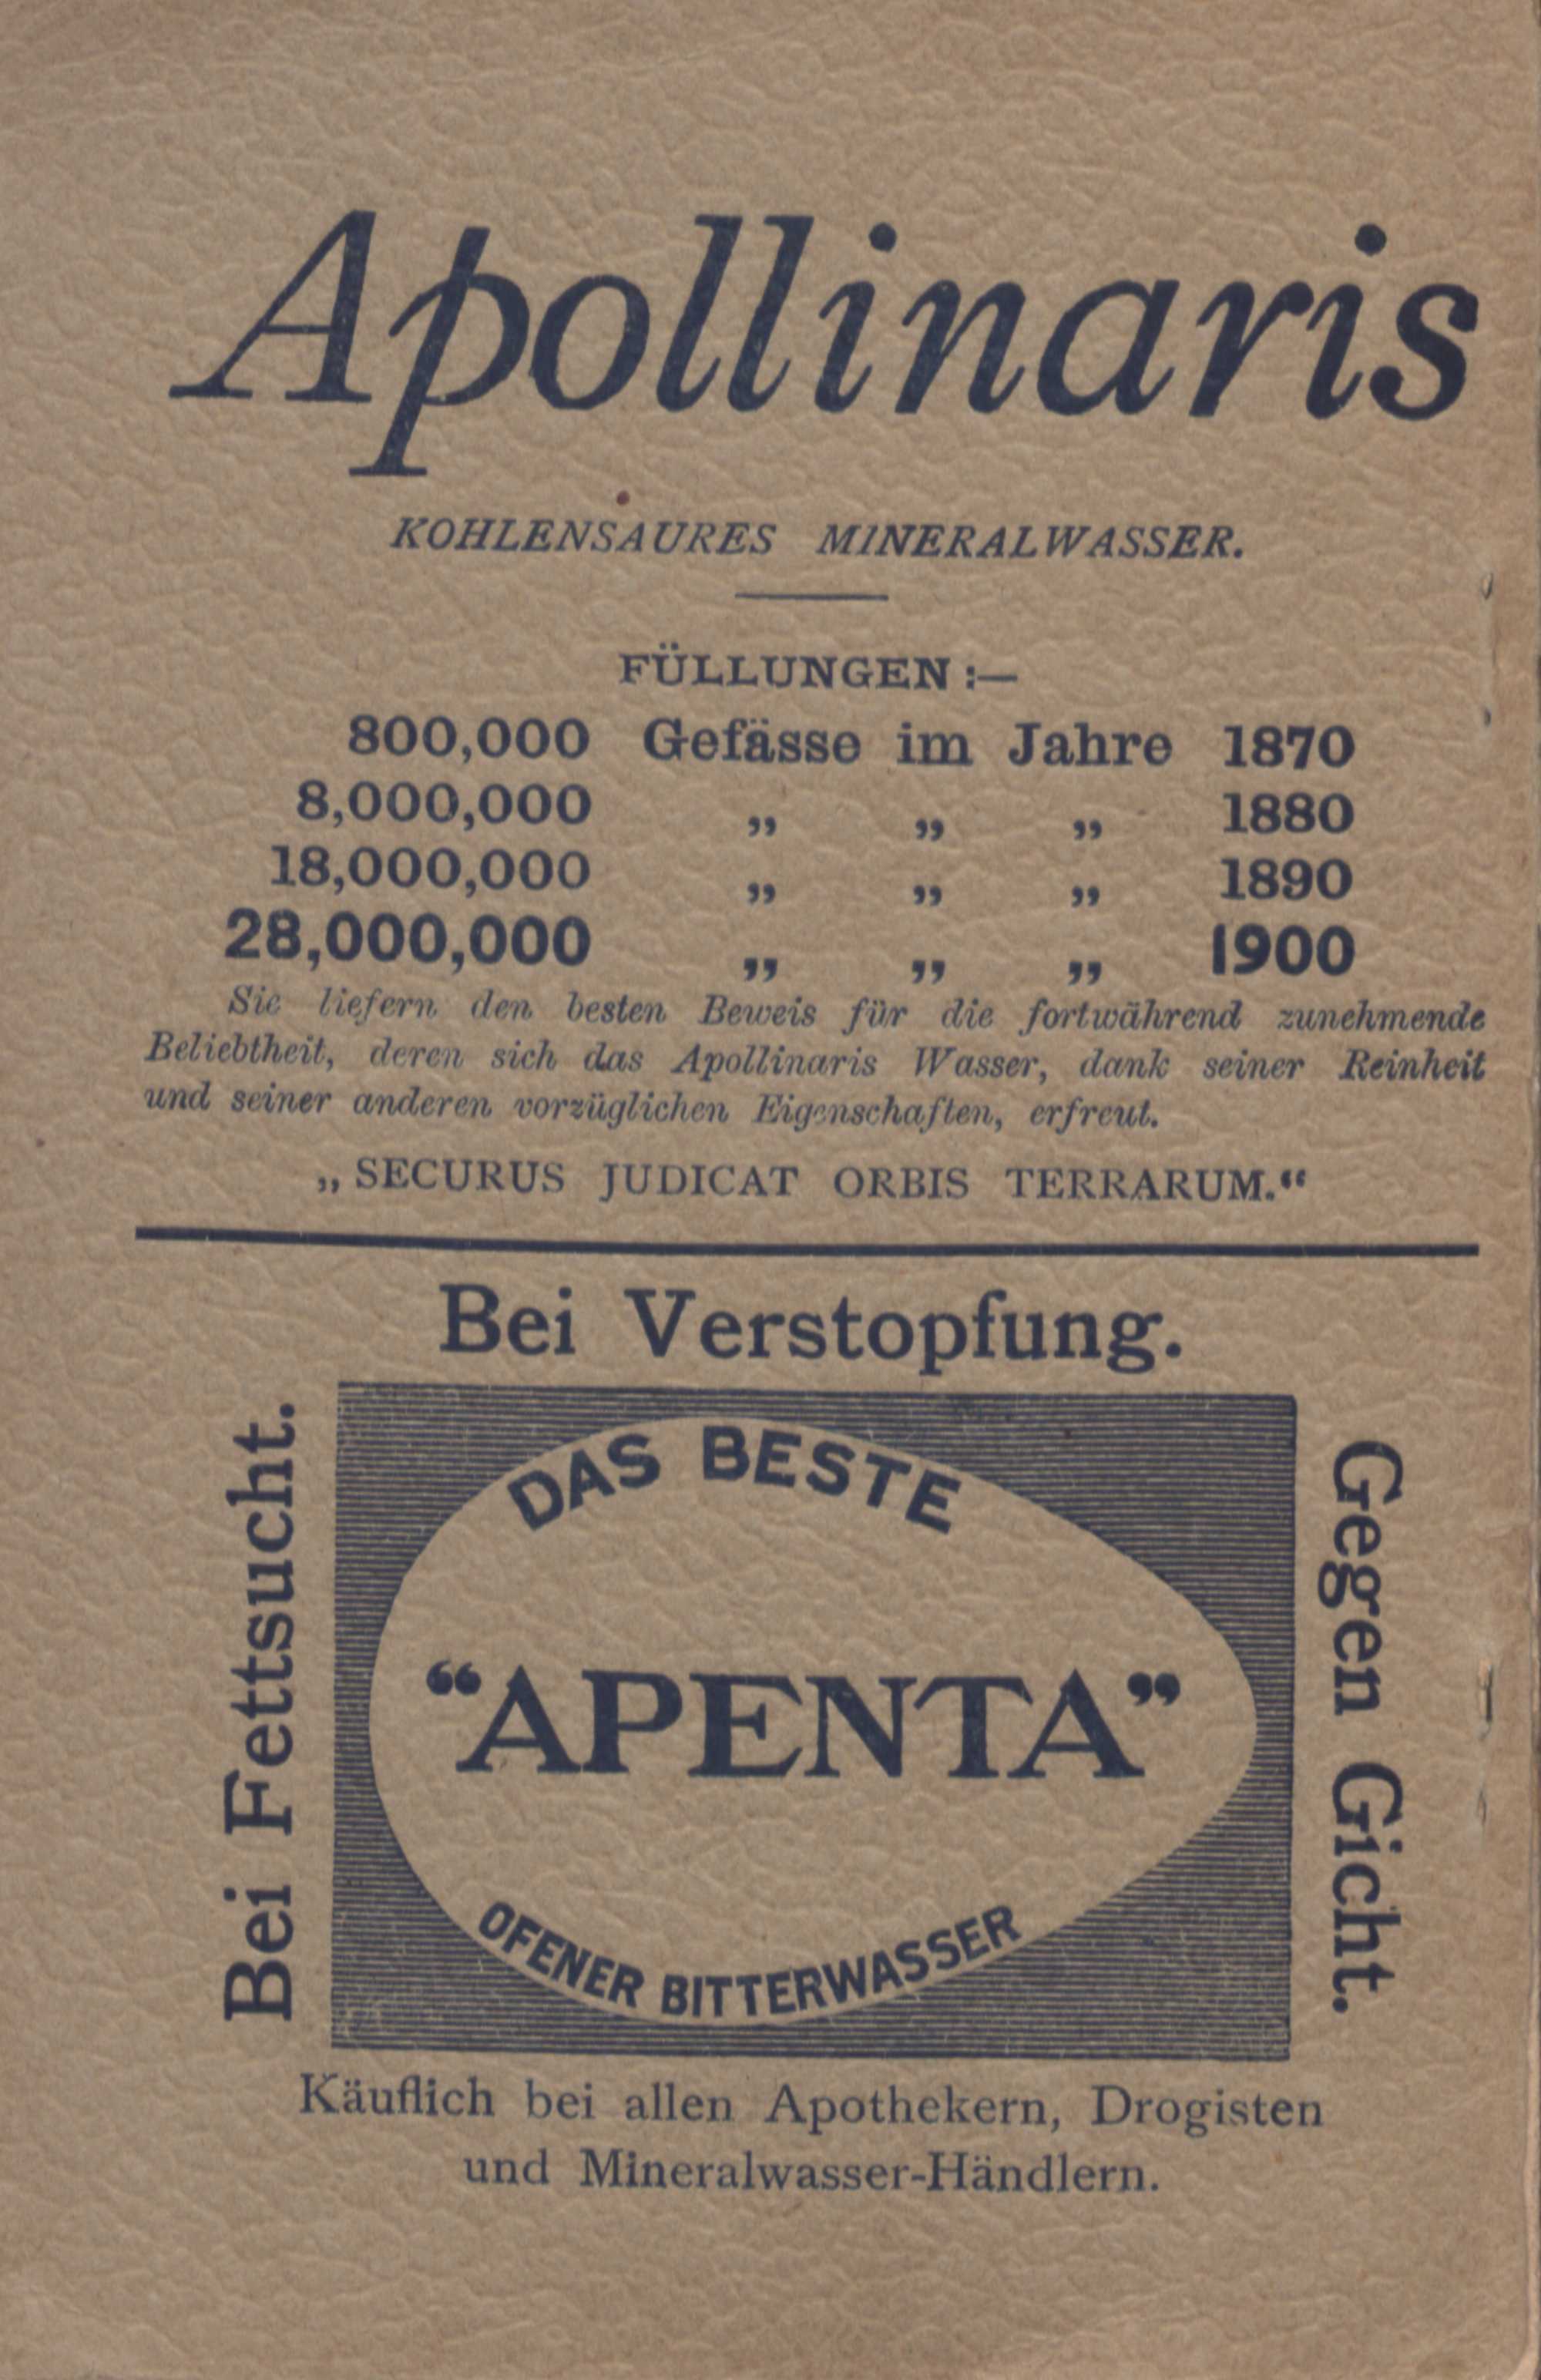 Apollinaris
KOHLENSAURES MINERALWASSER.
FÜLLUNGEN :—
800,000 Gefässe im Jahre 1870
8,000,000 „ „ „ 1880
18,000,000 „ „ „ 1890
28,000,000 „ „ „ 1900
Sie liefern den besten Beweis für die fortwährend zunehmende
Beliebtheit, deren sich das Apollinaris Wasser, dank seiner Reinheit
und seiner anderen vorzüglichen Eigenschaften, erfreut.
„ SECURUS JUDICAT ORBIS TERRARUM.“
Bei Verstopfung.
Bei Fettsucht.
DAS BESTE
“APENTA”
OFENER BITTERWASSER
Gegen Gicht.
Käuflich bei allen Apothekern, Drogisten
und Mineralwasser-Händlern.